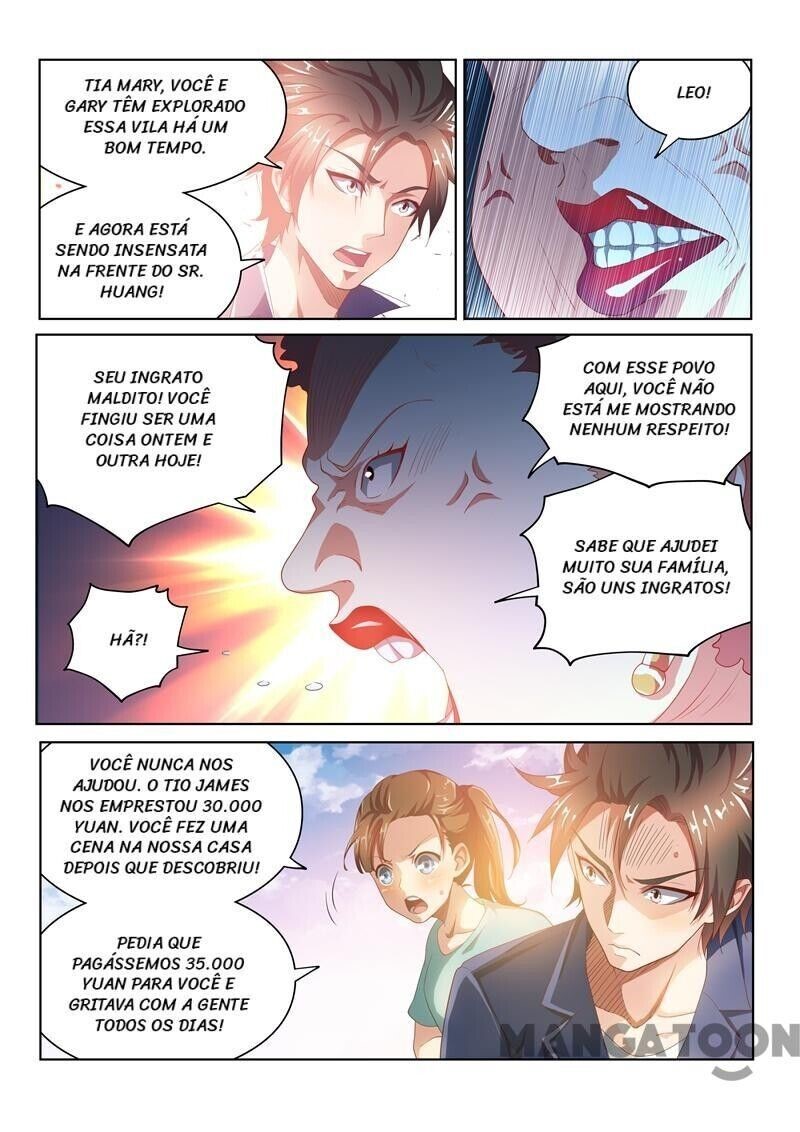 TIA MARY, VOCÊ E
GARY TÊM EXPLORADO
ESSA VILA HÁ UM
BOM TEMPO.
E AGORA ESTÁ
SENDO INSENSATA
NA FRENTE DO SR.
HUANG!
LEO!
SEU INGRATO
MALDITO! VOCÊ
FINGIU SER UMA
COISA ONTEM E
OUTRA HOJE!
COM ESSE POVO
AQUI, VOCÊ NÃO
ESTÁ ME MOSTRANDO
NENHUM RESPEITO!
SABE QUE AJUDEI
MUITO SUA FAMÍLIA,
SÃO UNS INGRATOS!
HÃ?!
VOCÊ NUNCA NOS
AJUDOU. O TIO JAMES
NOS EMPRESTOU 30.000
YUAN. VOCÊ FEZ UMA
CENA NA NOSSA CASA
DEPOIS QUE DESCOBRIU!
PEDIA QUE
PAGÁSSEMOS 35.000
YUAN PARA VOCÊ E
GRITAVA COM A GENTE
TODOS OS DIAS!
MANGATOON